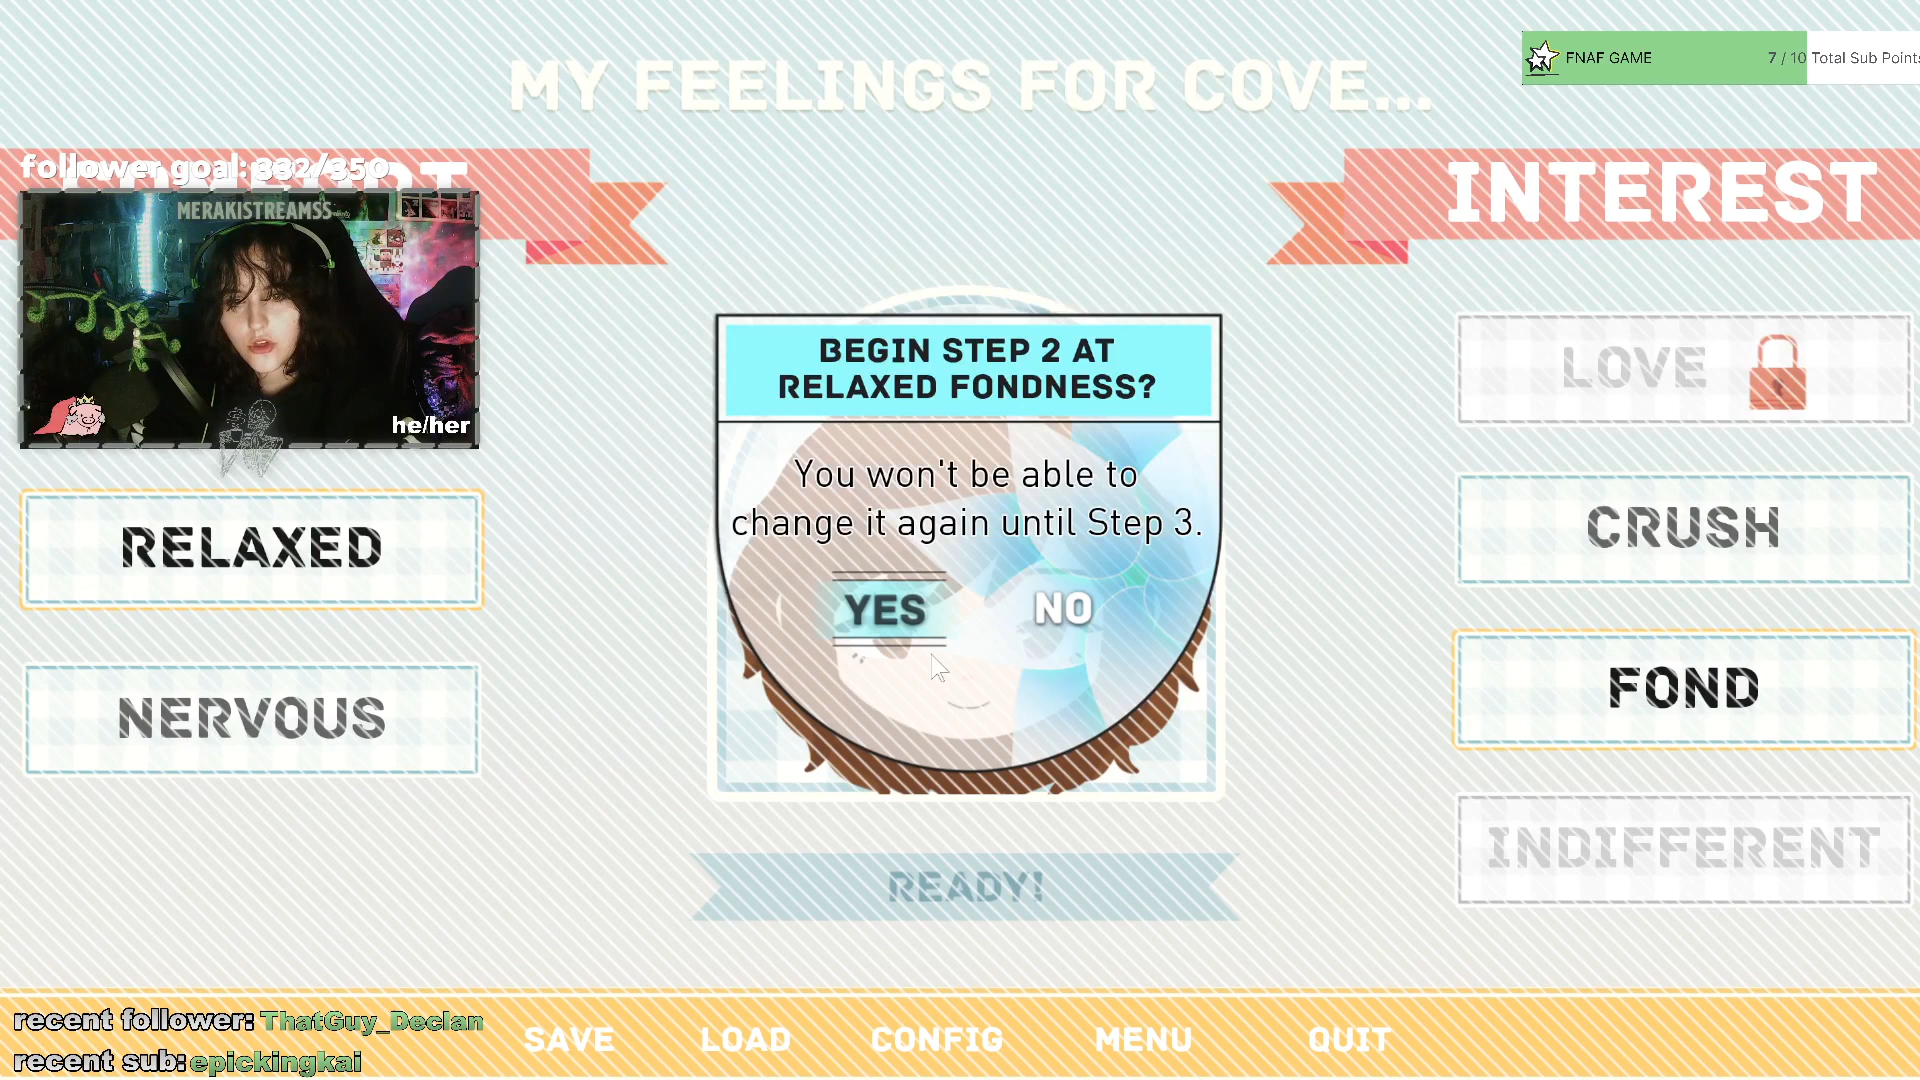 MY FEELINGS FOR COVE...
FNAF GAME
7 / 10 Total Sub Points
follower goal: 332/350
INTEREST
MERAKISTREAMSS
he/her
RELAXED
NERVOUS
BEGIN STEP 2 AT
RELAXED FONDNESS?
You won't be able to
change it again until Step 3.
YES
NO
LOVE
CRUSH
FOND
INDIFFERENT
READY!
recent follower: ThatGuy_Declan
recent sub: epickingkai
SAVE
LOAD
CONFIG
MENU
QUIT